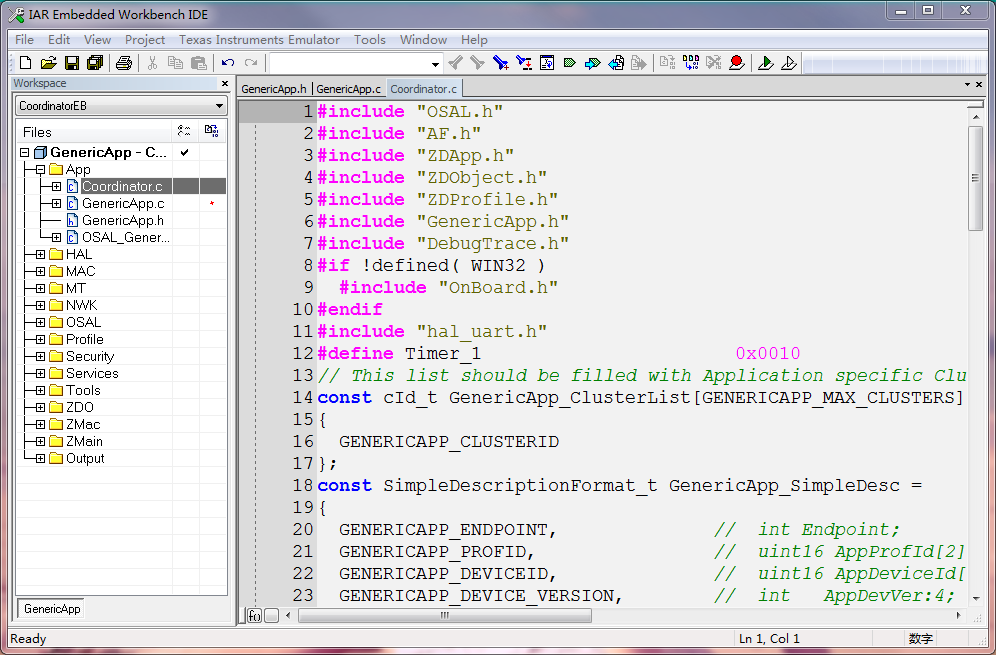 IAR Embedded Workbench IDE
File Edit View Project Texas Instruments Emulator Tools Window Help
Workspace
CoordinatorEB
Files
GenericApp - C...
App
Coordinator.c
GenericApp.c
GenericApp.h
OSAL_Gener...
HAL
MAC
MT
NWK
OSAL
Profile
Security
Services
Tools
ZDO
ZMac
ZMain
Output
GenericApp
GenericApp.h GenericApp.c Coordinator.c
1 #include "OSAL.h"
2 #include "AF.h"
3 #include "ZDApp.h"
4 #include "ZDObject.h"
5 #include "ZDProfile.h"
6 #include "GenericApp.h"
7 #include "DebugTrace.h"
8 #if !defined( WIN32 )
9 #include "OnBoard.h"
10 #endif
11 #include "hal_uart.h"
12 #define Timer_1 0x0010
13 // This list should be filled with Application specific Clu
14 const cId_t GenericApp_ClusterList[GENERICAPP_MAX_CLUSTERS]
15 {
16 GENERICAPP_CLUSTERID
17 };
18 const SimpleDescriptionFormat_t GenericApp_SimpleDesc =
19 {
20 GENERICAPP_ENDPOINT, // int Endpoint;
21 GENERICAPP_PROFID, // uint16 AppProfId[2]
22 GENERICAPP_DEVICEID, // uint16 AppDeviceId[
23 GENERICAPP_DEVICE_VERSION, // int AppDevVer:4;
f()
Ready Ln 1, Col 1 数字